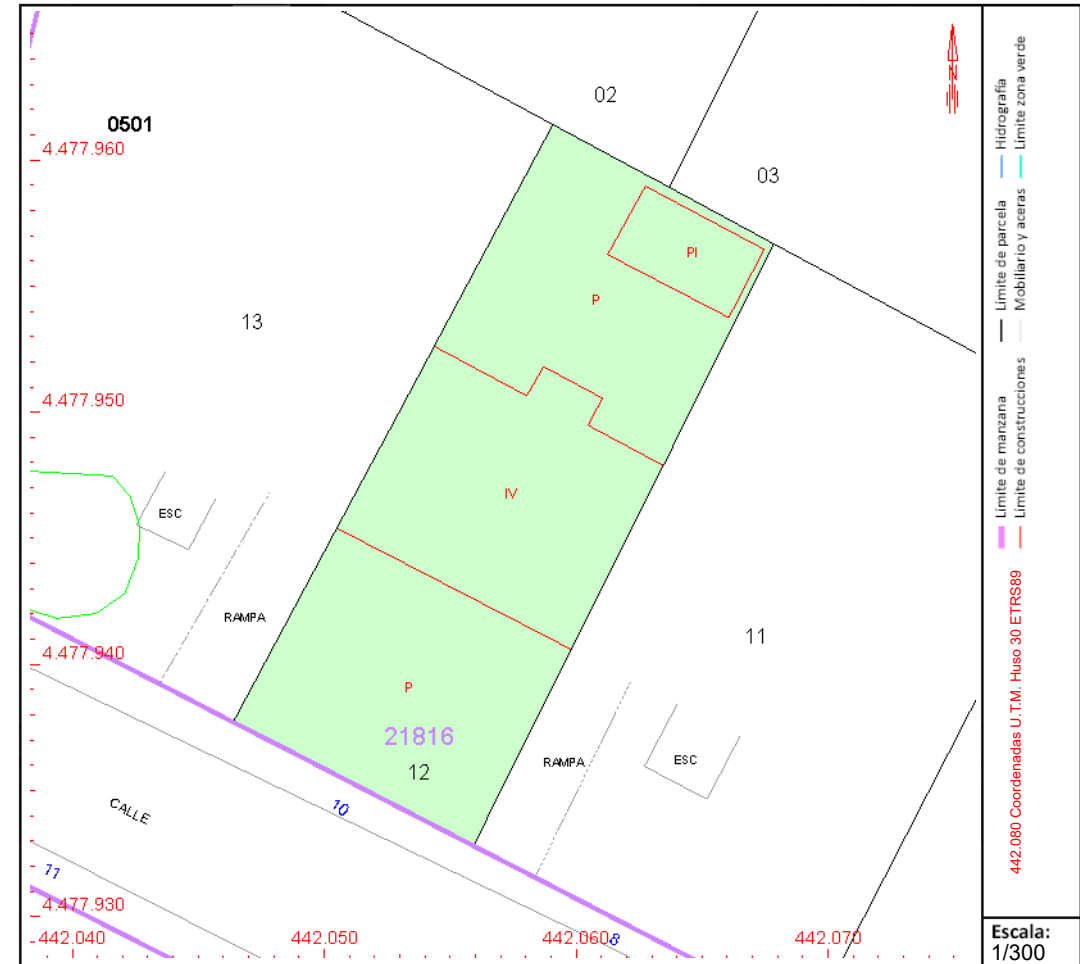 02
0501
4.477.960
03
PI
P
13
4.477.950
IV
ESC
RAMPA
11
4.477.940
P
21816
12
RAMPA
ESC
10
CALLE
11
4.477.930
442.040
442.050
442.060
8
442.070
N
Hidrografía
Límite zona verde
Límite de parcela
Mobiliario y aceras
Límite de manzana
Límite de construcciones
442.080 Coordenadas U.T.M. Huso 30 ETRS89
Escala:
1/300